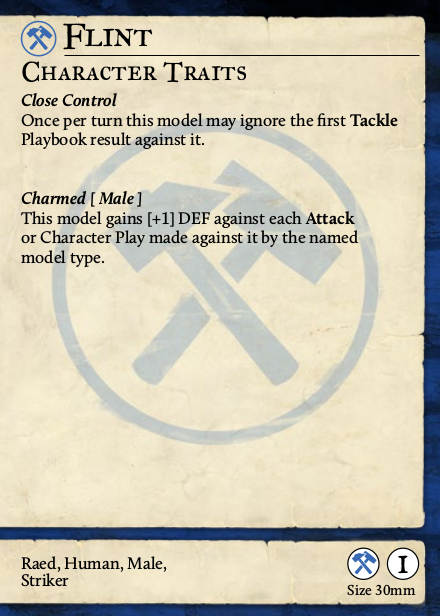 Flint
Character Traits
Close Control
Once per turn this model may ignore the first Tackle
Playbook result against it.
Charmed [ Male ]
This model gains [+1] DEF against each Attack
or Character Play made against it by the named
model type.
Raed, Human, Male,
Striker
I
Size 30mm